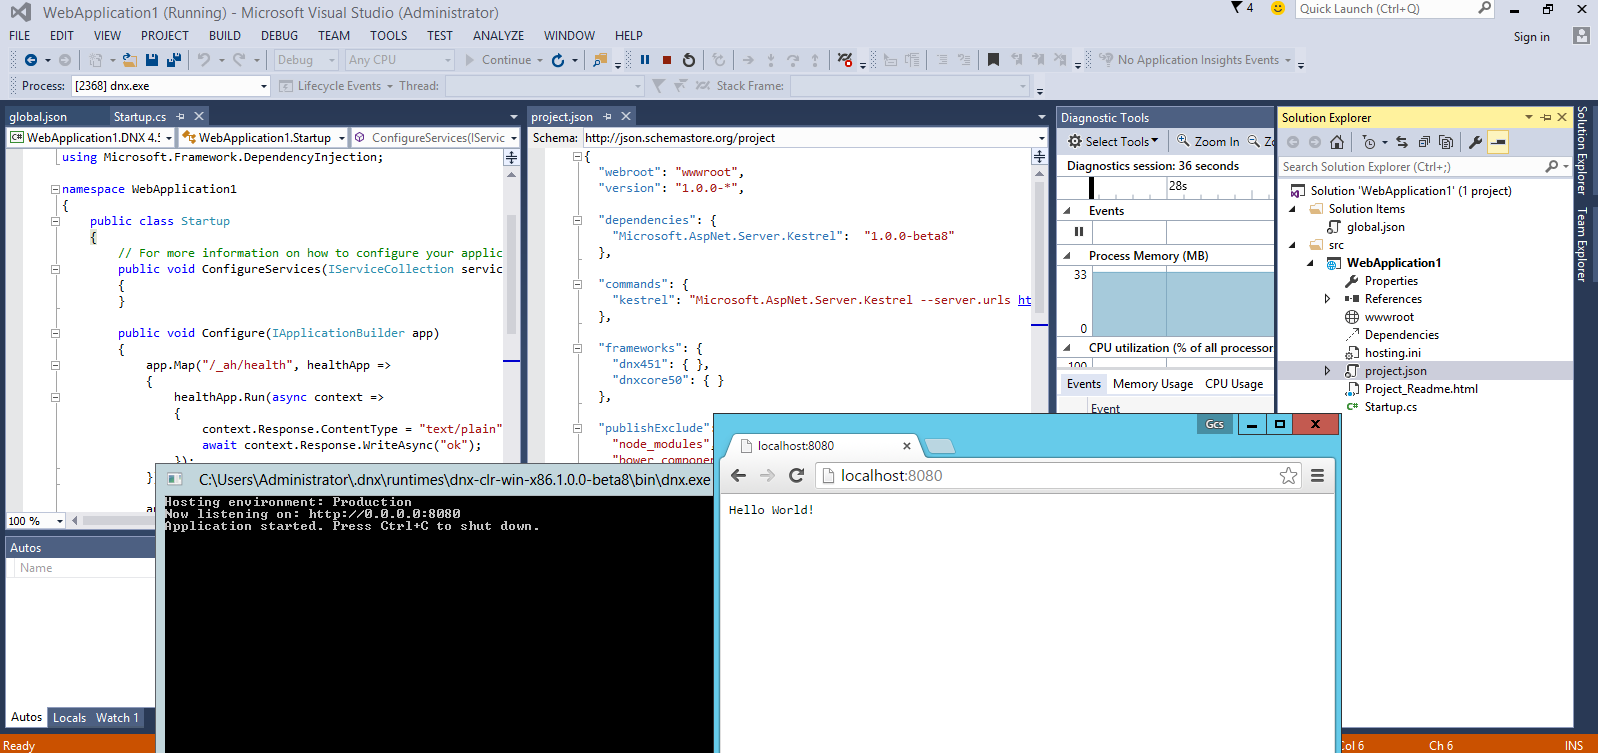 WebApplication1 (Running) - Microsoft Visual Studio (Administrator)
4
Quick Launch (Ctrl+Q)
FILE EDIT VIEW PROJECT BUILD DEBUG TEAM TOOLS TEST ANALYZE WINDOW HELP
Sign in
Debug Any CPU Continue No Application Insights Events
Process: [2368] dnx.exe Lifecycle Events Thread: Stack Frame:
global.json Startup.cs
WebApplication1.DNX 4.5 WebApplication1.Startup ConfigureServices(IServic
using Microsoft.Framework.DependencyInjection;
namespace WebApplication1
{
public class Startup
{
// For more information on how to configure your applic
public void ConfigureServices(IServiceCollection servic
{
}
public void Configure(IApplicationBuilder app)
{
app.Map("/_ah/health", healthApp =>
{
healthApp.Run(async context =>
{
context.Response.ContentType = "text/plain"
await context.Response.WriteAsync("ok");
});
}
100 %
project.json
Schema: http://json.schemastore.org/project
{
"webroot": "wwwroot",
"version": "1.0.0-*",
"dependencies": {
"Microsoft.AspNet.Server.Kestrel": "1.0.0-beta8"
},
"commands": {
"kestrel": "Microsoft.AspNet.Server.Kestrel --server.urls ht
},
"frameworks": {
"dnx451": { },
"dnxcore50": { }
},
"publishExclude":
"node_modules",
"bower_componen
Diagnostic Tools
Select Tools Zoom In Zo
Diagnostics session: 36 seconds
28s
Events
Process Memory (MB)
33
0
CPU utilization (% of all processor
100
Events Memory Usage CPU Usage
Event
Solution Explorer
Search Solution Explorer (Ctrl+;)
Solution 'WebApplication1' (1 project)
Solution Items
global.json
src
WebApplication1
Properties
References
wwwroot
Dependencies
hosting.ini
project.json
Project_Readme.html
C# Startup.cs
Solution Explorer
Team Explorer
C:\Users\Administrator\.dnx\runtimes\dnx-clr-win-x86.1.0.0-beta8\bin\dnx.exe
Hosting environment: Production
Now listening on: http://0.0.0.0:8080
Application started. Press Ctrl+C to shut down.
Gcs
localhost:8080
localhost:8080
Hello World!
Autos
Name
Autos Locals Watch 1
Ready
Col 6 Ch 6 INS